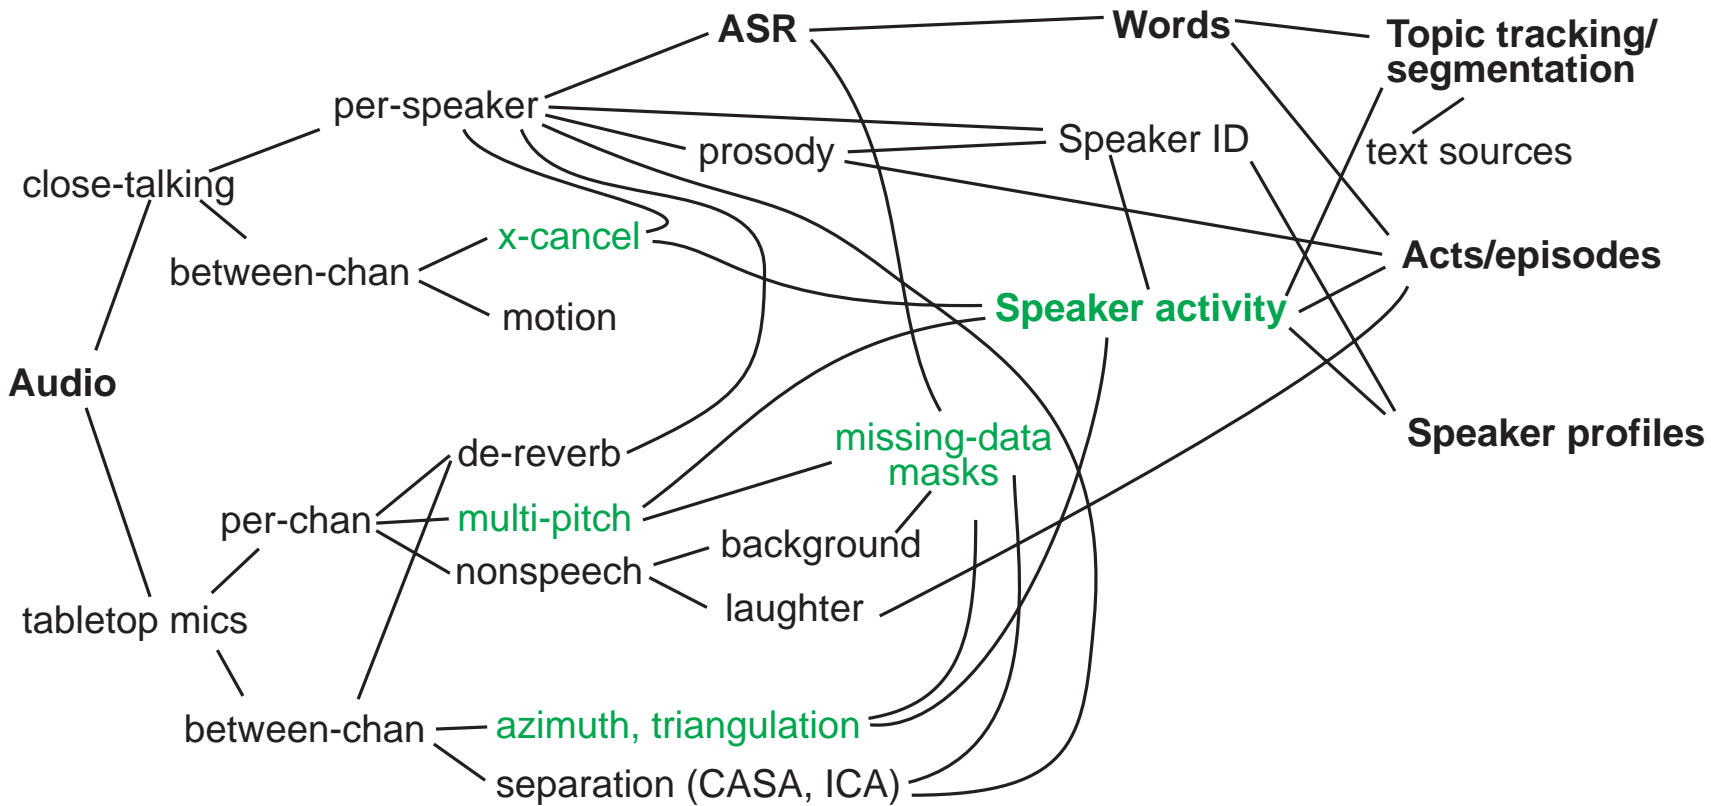 ASR
Words
Topic tracking/
segmentation
per-speaker
prosody
Speaker ID
text sources
close-talking
x-cancel
between-chan
motion
Acts/episodes
Speaker activity
Audio
Speaker profiles
de-reverb
missing-data
masks
per-chan
multi-pitch
background
nonspeech
laughter
tabletop mics
between-chan
azimuth, triangulation
separation (CASA, ICA)